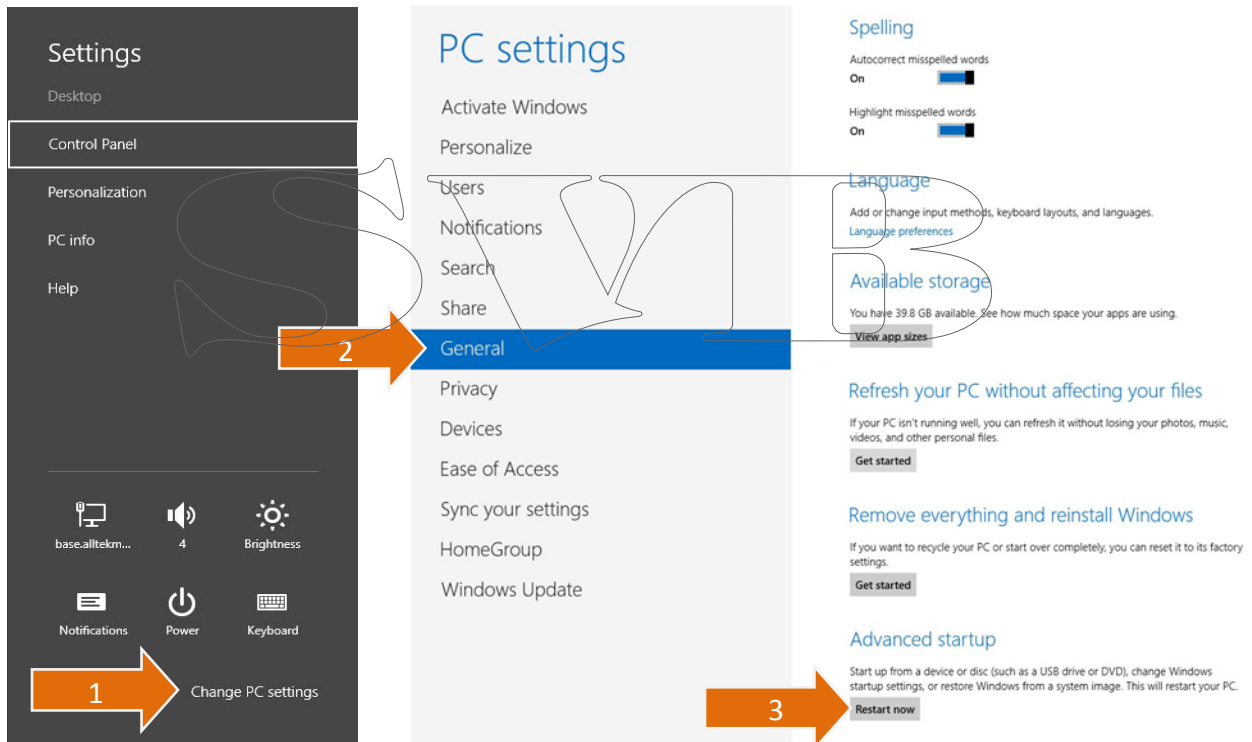 Settings
Desktop
Control Panel
Personalization
PC info
Help
base.alltekm...
4
Brightness
Notifications
Power
Keyboard
1
Change PC settings
PC settings
Activate Windows
Personalize
Users
Notifications
Search
Share
2
General
Privacy
Devices
Ease of Access
Sync your settings
HomeGroup
Windows Update
Spelling
Autocorrect misspelled words
On
Highlight misspelled words
On
Language
Add or change input methods, keyboard layouts, and languages.
Language preferences
Available storage
You have 39.8 GB available. See how much space your apps are using.
View app sizes
Refresh your PC without affecting your files
If your PC isn't running well, you can refresh it without losing your photos, music,
videos, and other personal files.
Get started
Remove everything and reinstall Windows
If you want to recycle your PC or start over completely, you can reset it to its factory
settings.
Get started
Advanced startup
Start up from a device or disc (such as a USB drive or DVD), change Windows
startup settings, or restore Windows from a system image. This will restart your PC.
3
Restart now